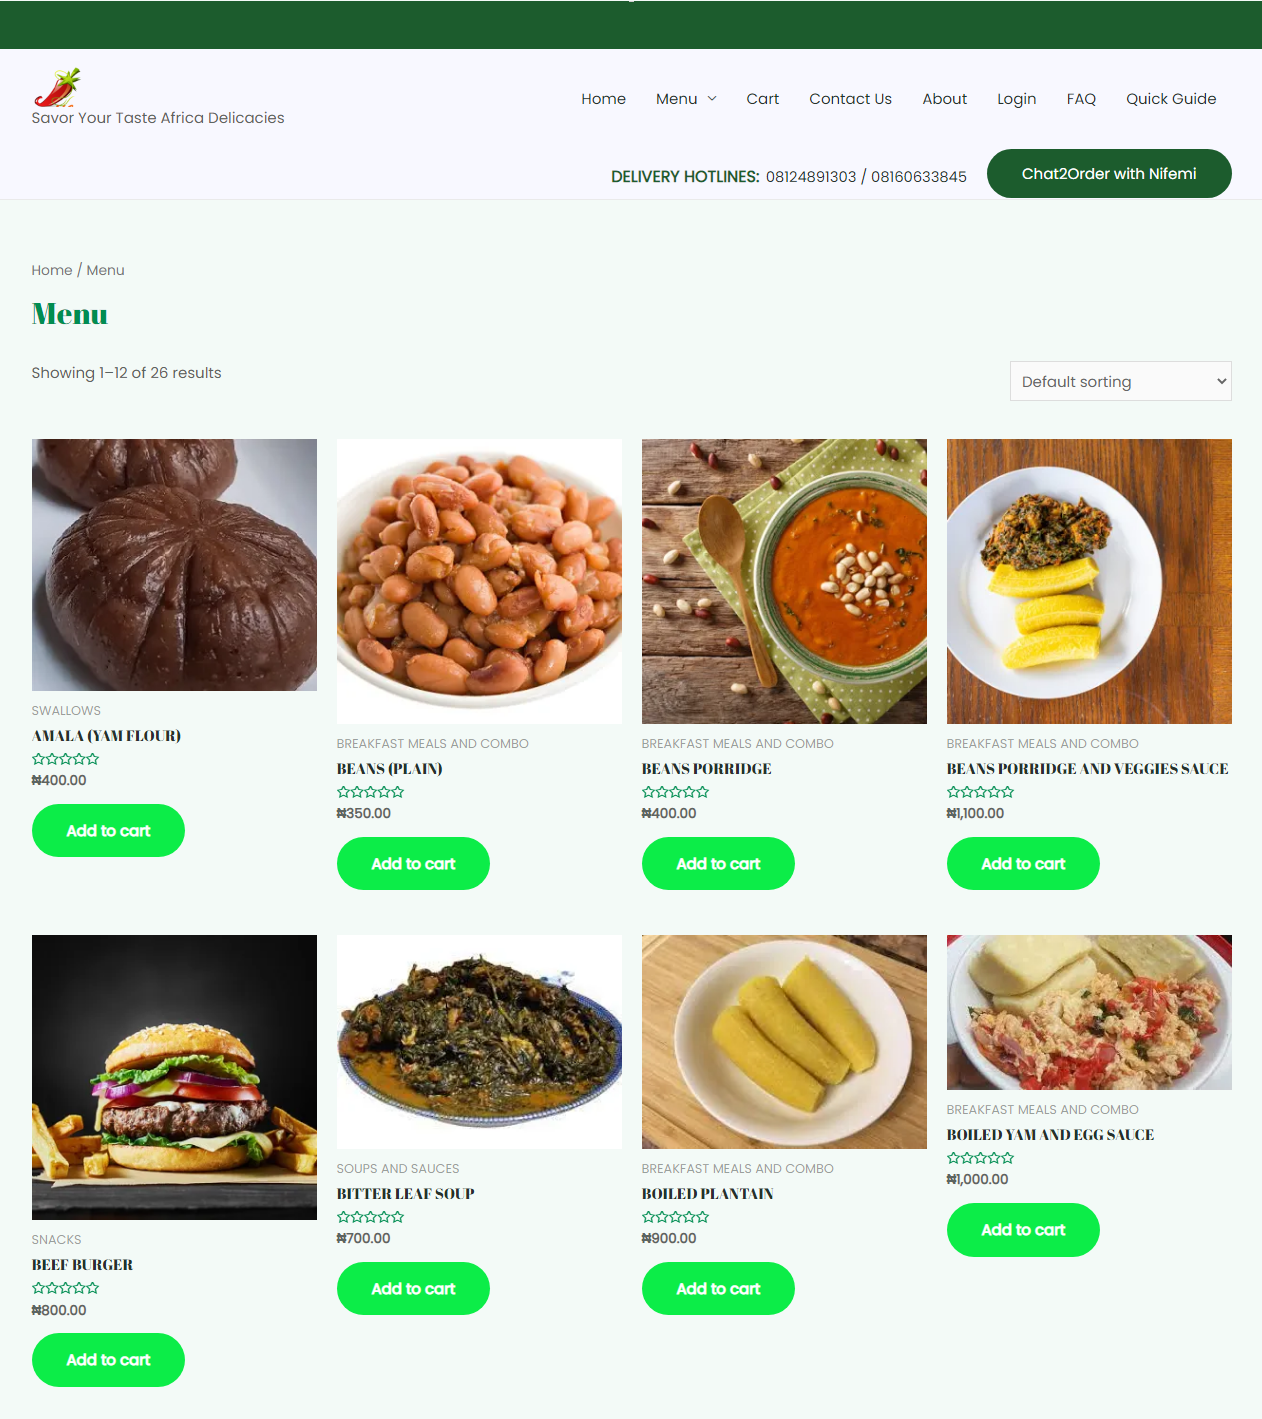 Savor Your Taste Africa Delicacies
Home Menu Cart Contact Us About Login FAQ Quick Guide
DELIVERY HOTLINES: 08124891303 / 08160633845 Chat2Order with Nifemi
Home / Menu
Menu
Showing 1–12 of 26 results
Default sorting
SWALLOWS
AMALA (YAM FLOUR)
₦400.00
Add to cart
BREAKFAST MEALS AND COMBO
BEANS (PLAIN)
₦350.00
Add to cart
BREAKFAST MEALS AND COMBO
BEANS PORRIDGE
₦400.00
Add to cart
BREAKFAST MEALS AND COMBO
BEANS PORRIDGE AND VEGGIES SAUCE
₦1,100.00
Add to cart
SNACKS
BEEF BURGER
₦800.00
Add to cart
SOUPS AND SAUCES
BITTER LEAF SOUP
₦700.00
Add to cart
BREAKFAST MEALS AND COMBO
BOILED PLANTAIN
₦900.00
Add to cart
BREAKFAST MEALS AND COMBO
BOILED YAM AND EGG SAUCE
₦1,000.00
Add to cart